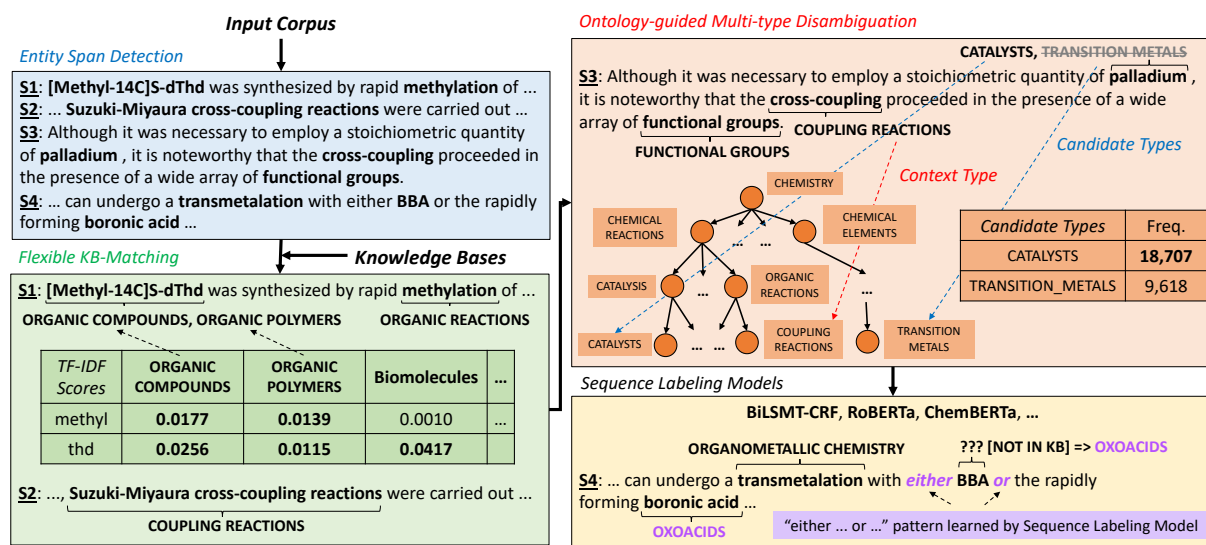 Input Corpus
Entity Span Detection
S1: [Methyl-14C]S-dThd was synthesized by rapid methylation of ...
S2: ... Suzuki-Miyaura cross-coupling reactions were carried out ...
S3: Although it was necessary to employ a stoichiometric quantity
of palladium , it is noteworthy that the cross-coupling proceeded in
the presence of a wide array of functional groups.
S4: ... can undergo a transmetalation with either BBA or the rapidly
forming boronic acid ...
Flexible KB-Matching
Knowledge Bases
S1: [Methyl-14C]S-dThd was synthesized by rapid methylation of ...
ORGANIC COMPOUNDS, ORGANIC POLYMERS
ORGANIC REACTIONS
TF-IDF Scores
ORGANIC COMPOUNDS
ORGANIC POLYMERS
Biomolecules
...
methyl 0.0177 0.0139 0.0010 ...
thd 0.0256 0.0115 0.0417
S2: ..., Suzuki-Miyaura cross-coupling reactions were carried out ...
COUPLING REACTIONS
Ontology-guided Multi-type Disambiguation
CATALYSTS, TRANSITION METALS
S3: Although it was necessary to employ a stoichiometric quantity of palladium ,
it is noteworthy that the cross-coupling proceeded in the presence of a wide
array of functional groups.
COUPLING REACTIONS
FUNCTIONAL GROUPS
Candidate Types
Context Type
CHEMISTRY
CHEMICAL
REACTIONS
CHEMICAL
ELEMENTS
... ...
CATALYSIS
...
ORGANIC
REACTIONS
... ...
CATALYSTS
COUPLING
REACTIONS
TRANSITION
METALS
Candidate Types Freq.
CATALYSTS 18,707
TRANSITION_METALS 9,618
Sequence Labeling Models
BiLSMT-CRF, RoBERTa, ChemBERTa, ...
ORGANOMETALLIC CHEMISTRY
??? [NOT IN KB] => OXOACIDS
S4: ... can undergo a transmetalation with either BBA or the rapidly
forming boronic acid ...
OXOACIDS
"either ... or ..." pattern learned by Sequence Labeling Model